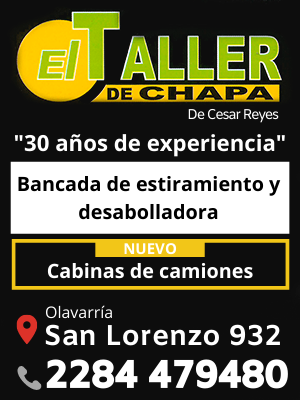 El TALLER
DE CHAPA
De Cesar Reyes
"30 años de experiencia"
Bancada de estiramiento y
desabolladora
NUEVO
Cabinas de camiones
Olavarría
San Lorenzo 932
2284 479480